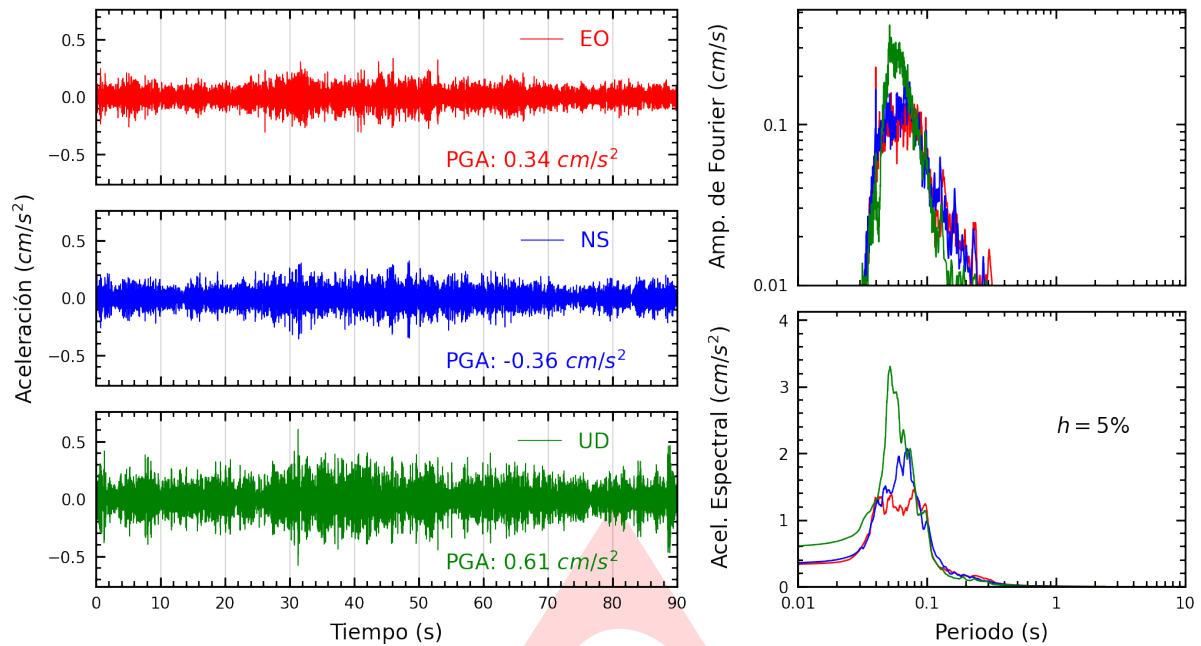 Aceleración (cm/s²)
0.5
0.0
−0.5
EO
PGA: 0.34 cm/s²
0.5
0.0
−0.5
NS
PGA: -0.36 cm/s²
0.5
0.0
−0.5
UD
PGA: 0.61 cm/s²
0 10 20 30 40 50 60 70 80 90
Tiempo (s)
Amp. de Fourier (cm/s)
0.1
0.01
Acel. Espectral (cm/s²)
4
3
2
1
0
h = 5%
0.01 0.1 1 10
Periodo (s)